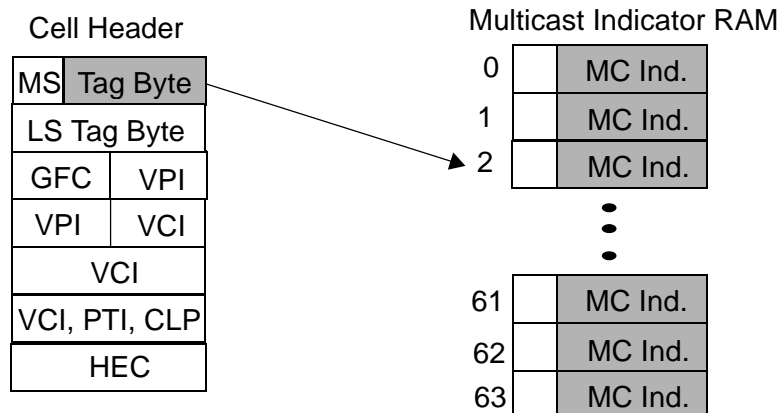 Cell Header
MS Tag Byte
LS Tag Byte
GFC VPI
VPI VCI
VCI
VCI, PTI, CLP
HEC
Multicast Indicator RAM
0 MC Ind.
1 MC Ind.
2 MC Ind.
61 MC Ind.
62 MC Ind.
63 MC Ind.